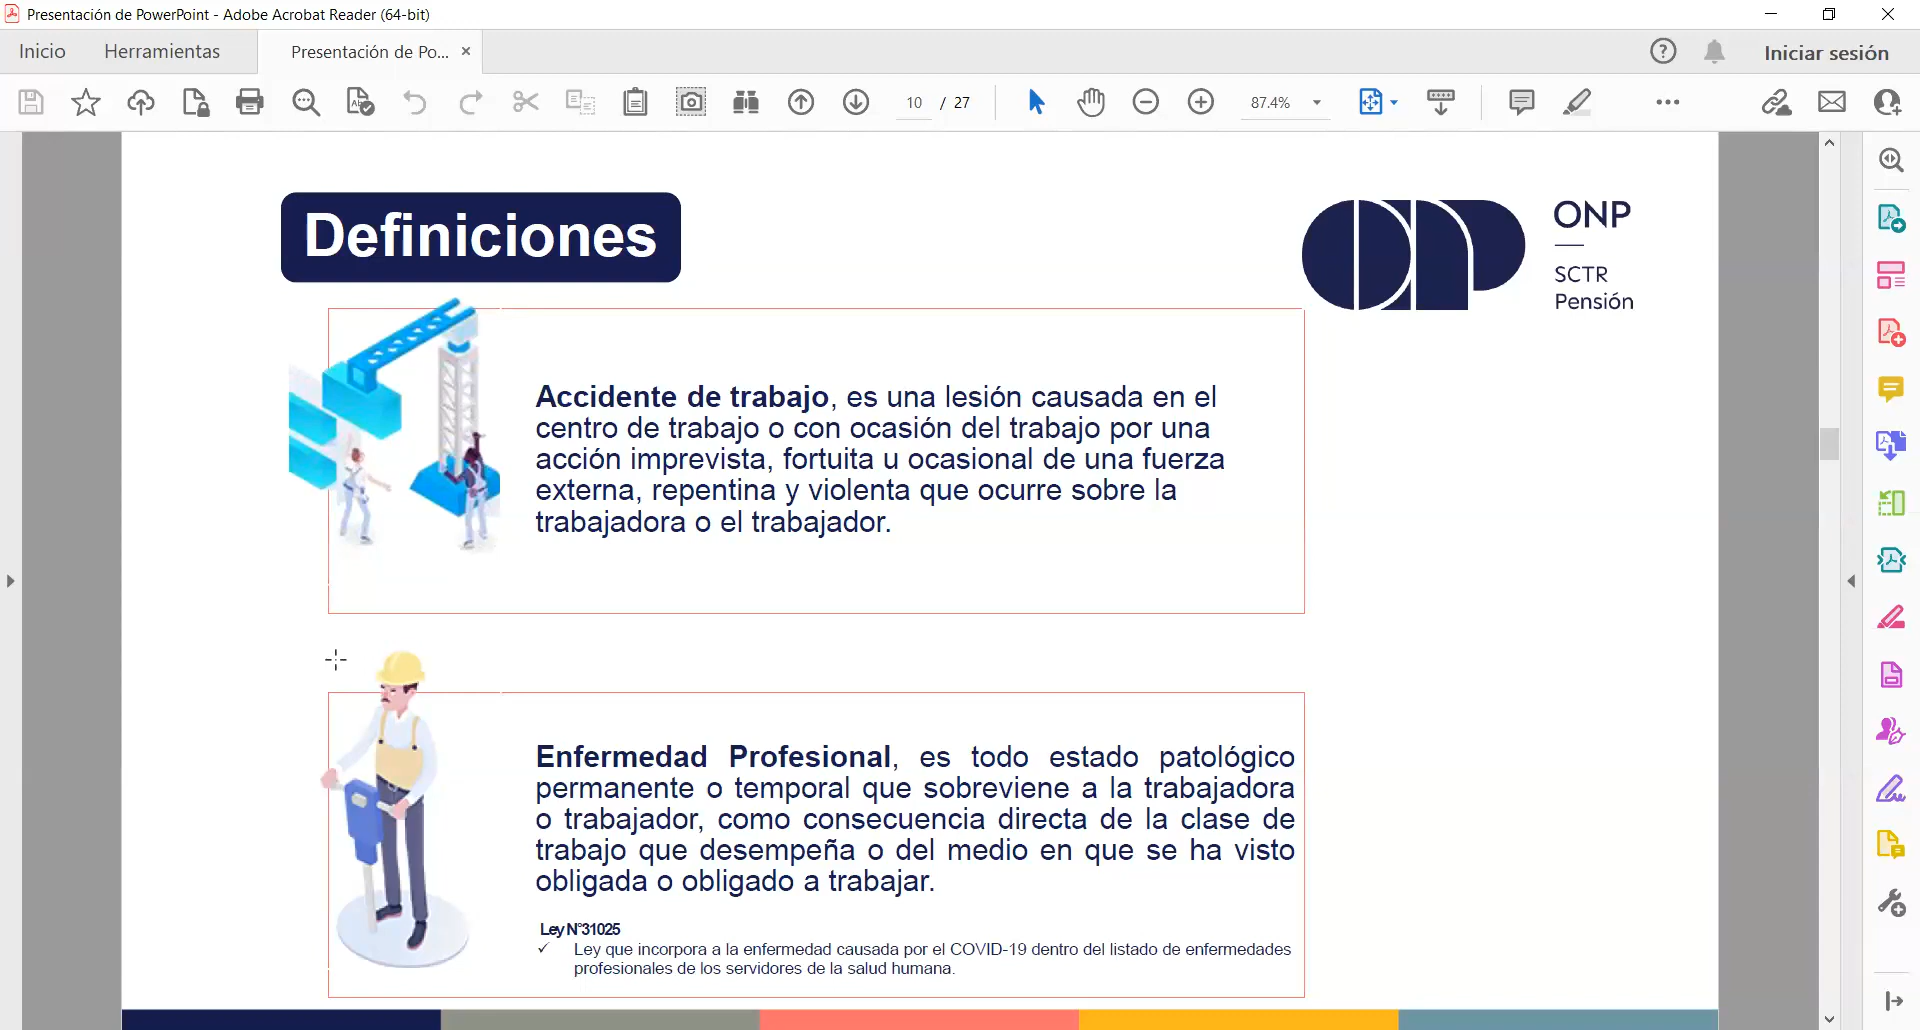 Presentación de PowerPoint - Adobe Acrobat Reader (64-bit)
Inicio
Herramientas
Presentación de Po...
Iniciar sesión
10 / 27
87.4%
Definiciones
ONP
SCTR
Pensión
Accidente de trabajo, es una lesión causada en el
centro de trabajo o con ocasión del trabajo por una
acción imprevista, fortuita u ocasional de una fuerza
externa, repentina y violenta que ocurre sobre la
trabajadora o el trabajador.
Enfermedad Profesional, es todo estado patológico
permanente o temporal que sobreviene a la trabajadora
o trabajador, como consecuencia directa de la clase de
trabajo que desempeña o del medio en que se ha visto
obligada o obligado a trabajar.
Ley N°31025
✓ Ley que incorpora a la enfermedad causada por el COVID-19 dentro del listado de enfermedades
profesionales de los servidores de la salud humana.